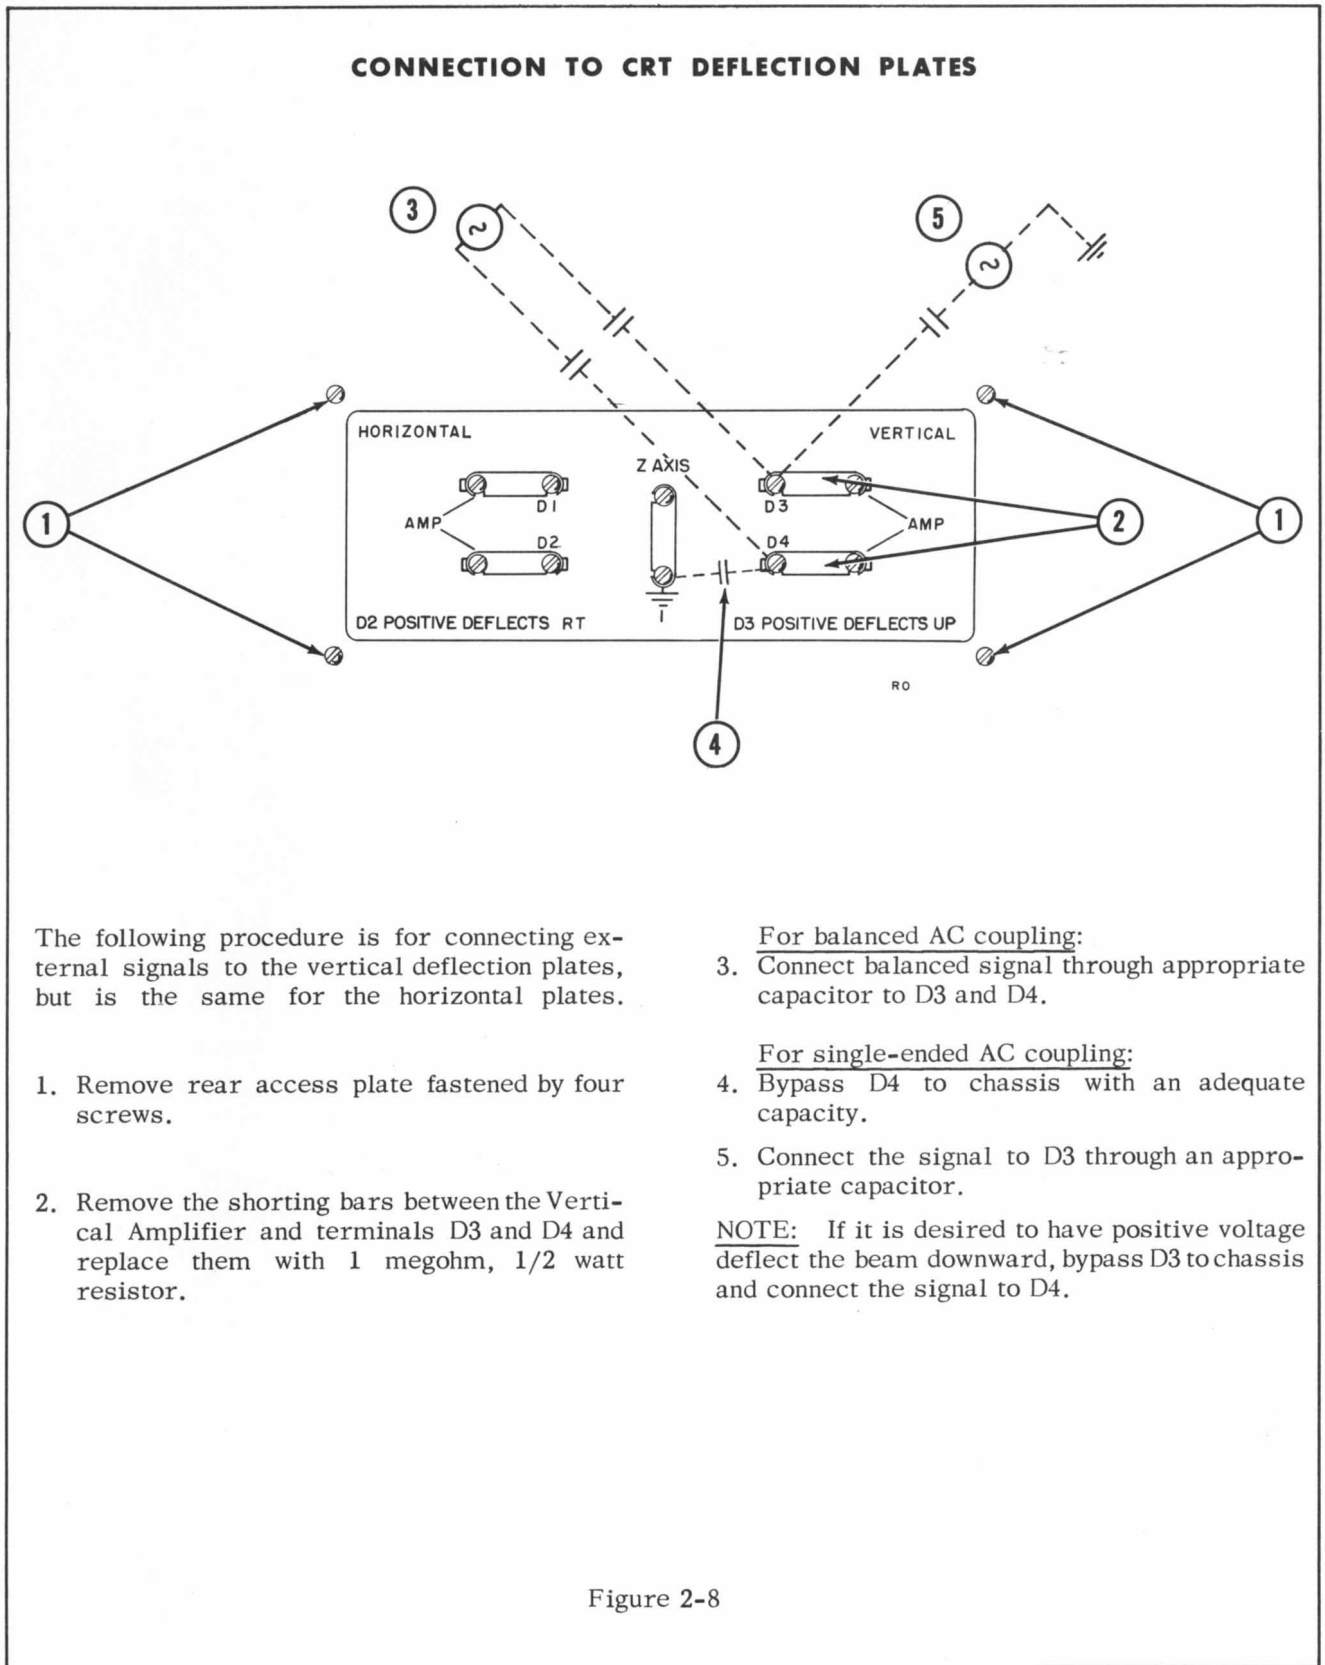 CONNECTION TO CRT DEFLECTION PLATES
3
5
HORIZONTAL
VERTICAL
Z AXIS
D1
D3
1
AMP
AMP
2
1
D2
D4
D2 POSITIVE DEFLECTS RT
D3 POSITIVE DEFLECTS UP
RO
4
The following procedure is for connecting ex-
ternal signals to the vertical deflection plates,
but is the same for the horizontal plates.
1. Remove rear access plate fastened by four
screws.
2. Remove the shorting bars between the Verti-
cal Amplifier and terminals D3 and D4 and
replace them with 1 megohm, 1/2 watt
resistor.
For balanced AC coupling:
3. Connect balanced signal through appropriate
capacitor to D3 and D4.
For single-ended AC coupling:
4. Bypass D4 to chassis with an adequate
capacity.
5. Connect the signal to D3 through an appro-
priate capacitor.
NOTE: If it is desired to have positive voltage
deflect the beam downward, bypass D3 to chassis
and connect the signal to D4.
Figure 2-8